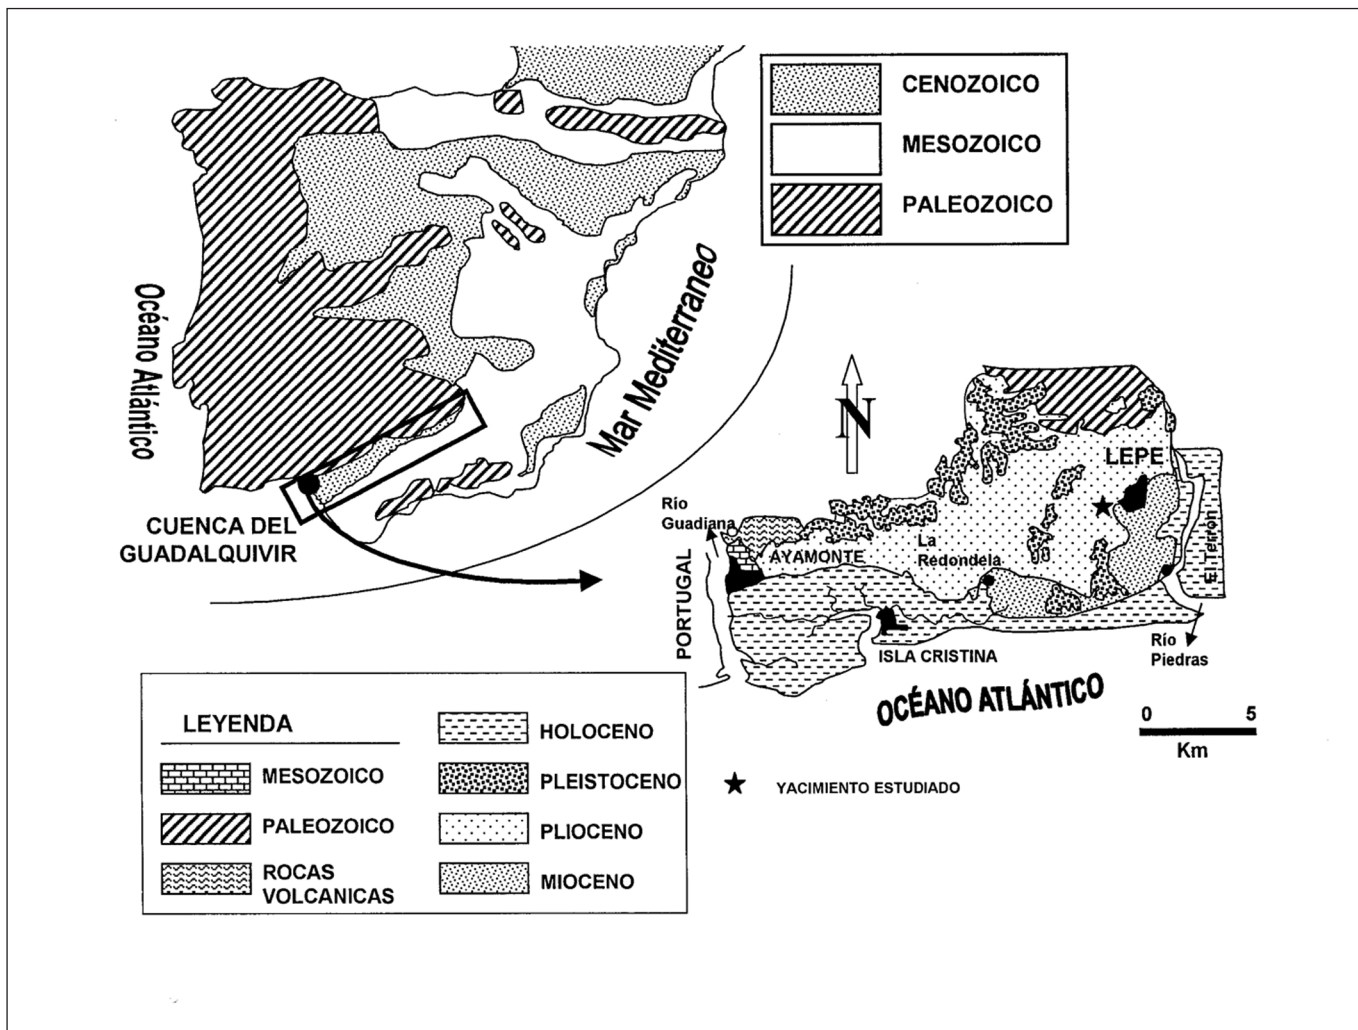 CENOZOICO
MESOZOICO
PALEOZOICO
Océano Atlántico
Mar Mediterraneo
CUENCA DEL
GUADALQUIVIR
N
LEPE
Río
Guadiana
AYAMONTE
La
Redondela
El Terrón
PORTUGAL
ISLA CRISTINA
Río
Piedras
OCÉANO ATLÁNTICO
0 5
Km
LEYENDA
MESOZOICO
PALEOZOICO
ROCAS
VOLCANICAS
HOLOCENO
PLEISTOCENO
PLIOCENO
MIOCENO
YACIMIENTO ESTUDIADO